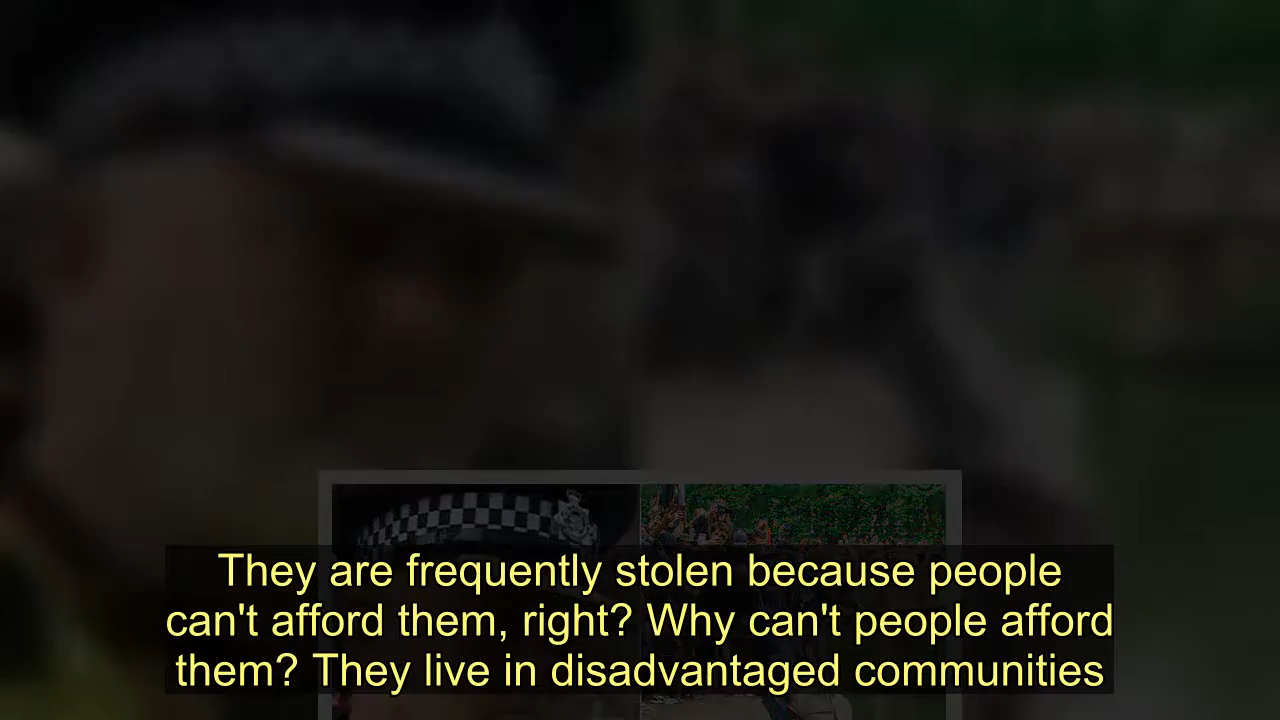 They are frequently stolen because people
can't afford them, right? Why can't people afford
them? They live in disadvantaged communities